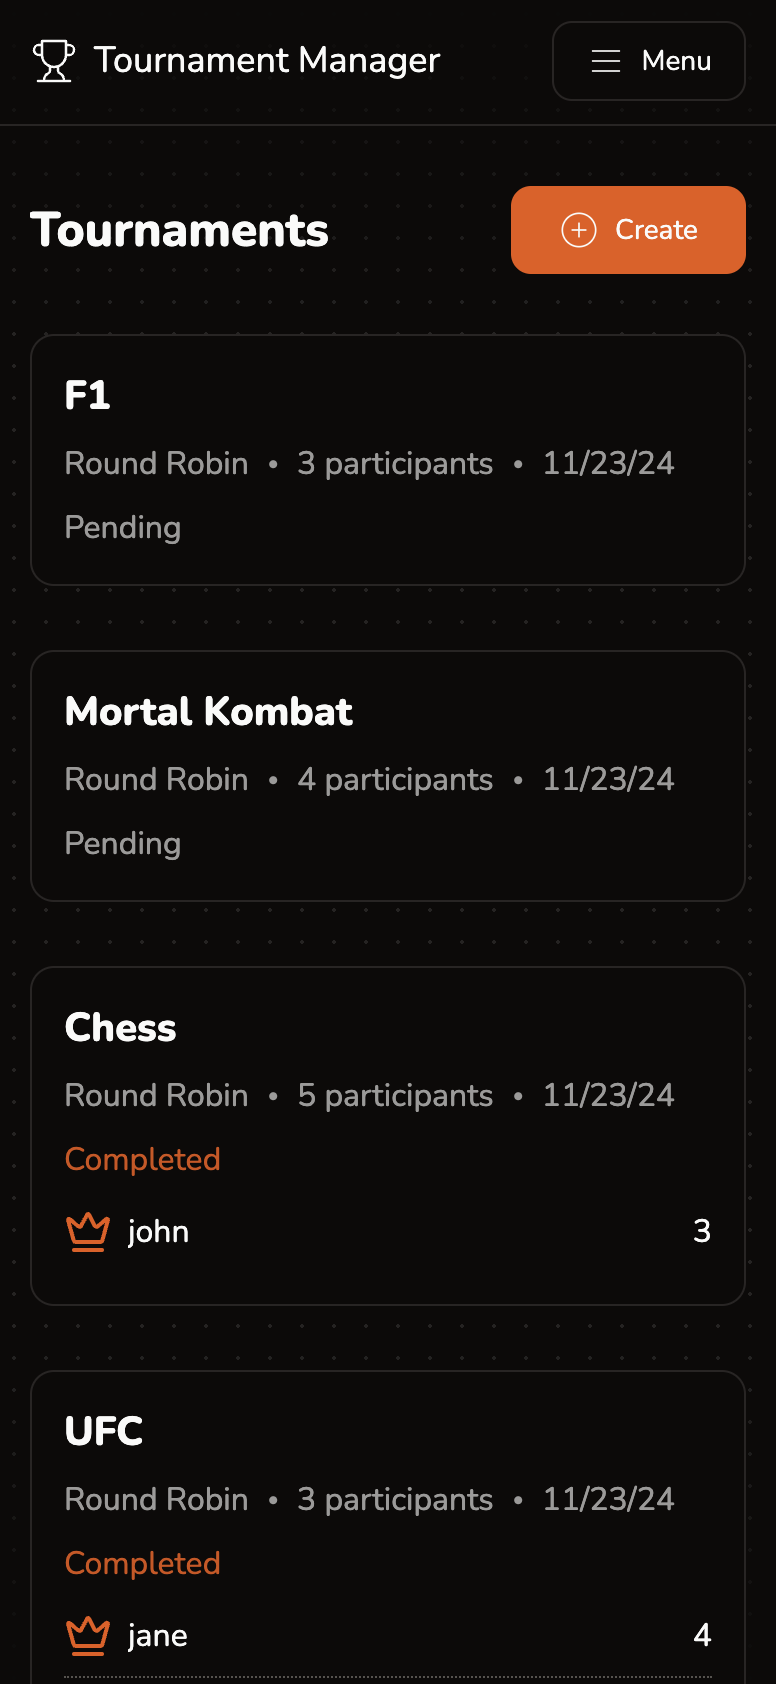 Tournament Manager
Menu
Tournaments
Create
F1
Round Robin • 3 participants • 11/23/24
Pending
Mortal Kombat
Round Robin • 4 participants • 11/23/24
Pending
Chess
Round Robin • 5 participants • 11/23/24
Completed
john 3
UFC
Round Robin • 3 participants • 11/23/24
Completed
jane 4